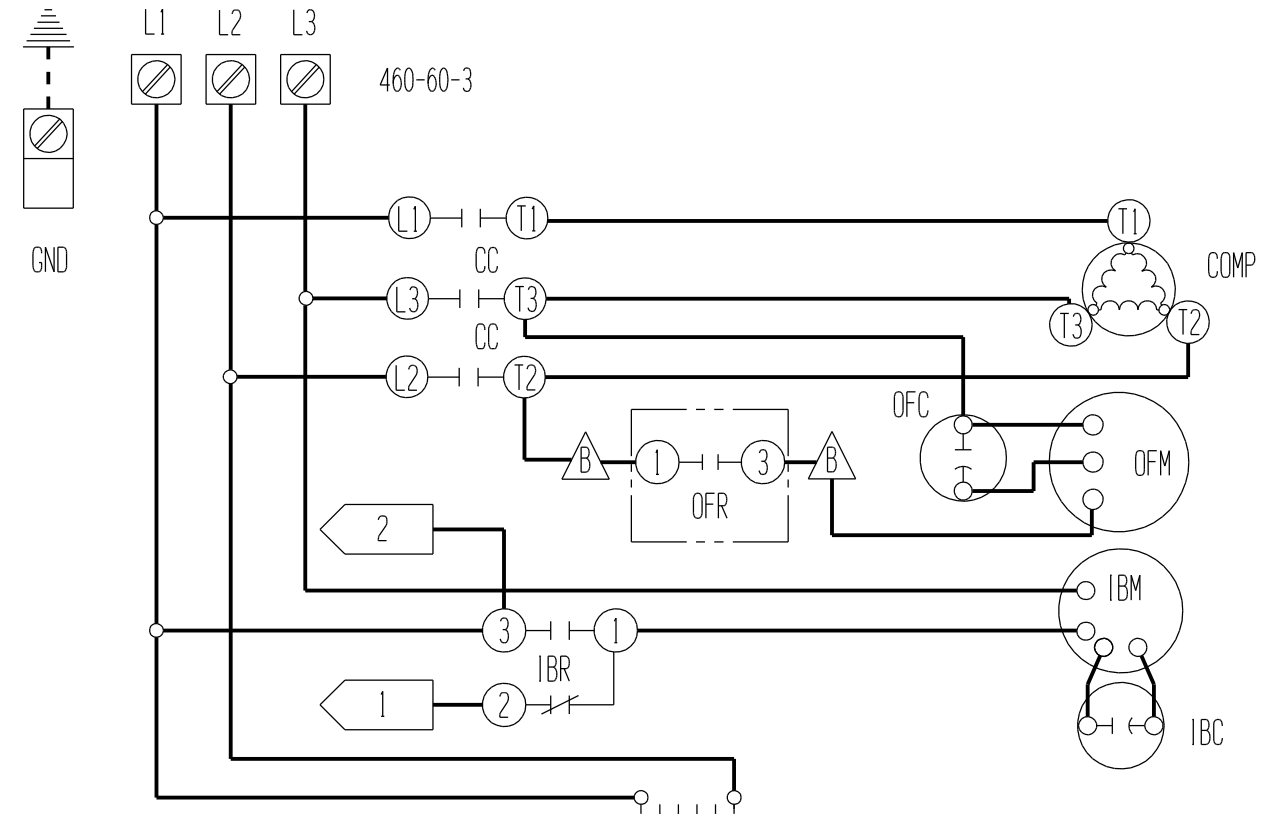 L1 L2 L3
460-60-3
GND
L1 T1 T1
CC
COMP
L3 T3 T3 T2
CC
L2 T2
OFC
B 1 3 B OFM
OFR
2
IBM
3 1
IBR
1 2
IBC